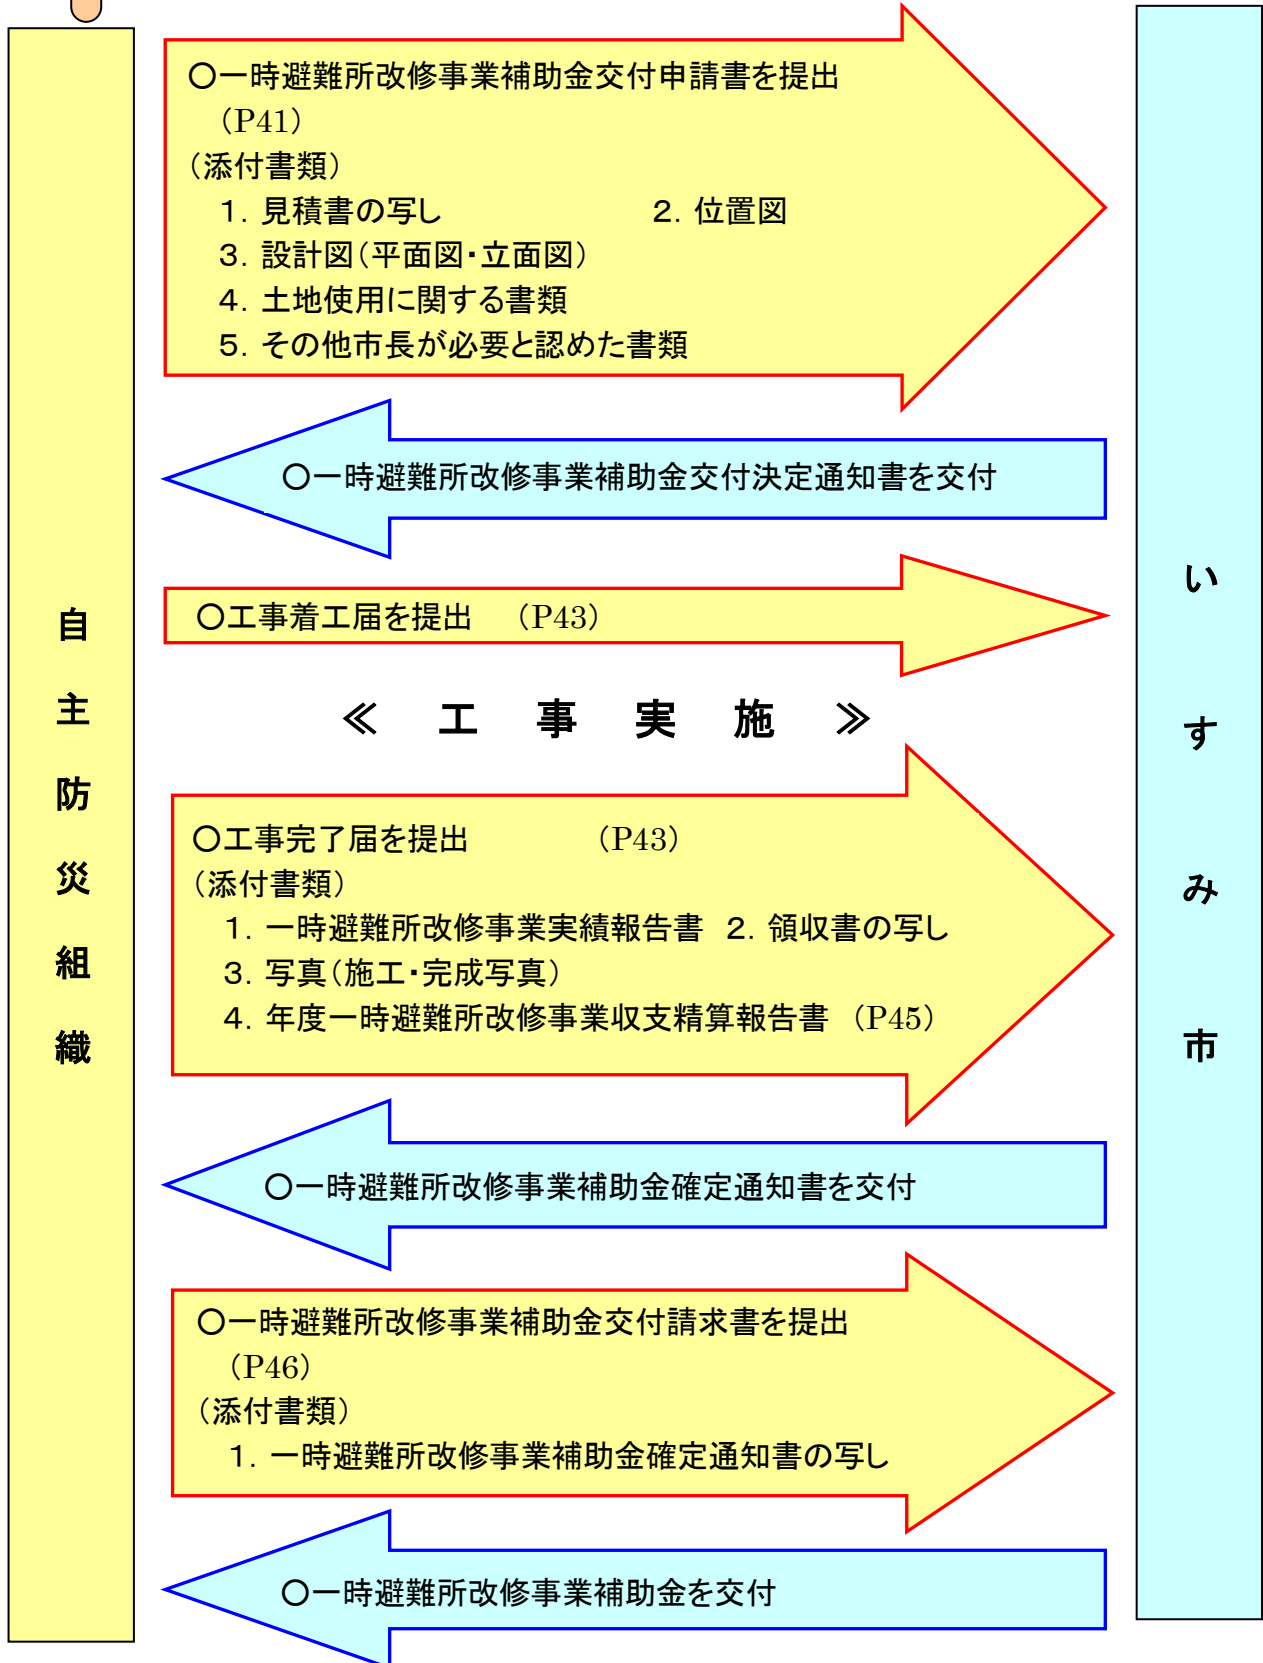 自主防災組織
〇一時避難所改修事業補助金交付申請書を提出
（P41）
（添付書類）
１．見積書の写し　　　　　　　２．位置図
３．設計図（平面図・立面図）
４．土地使用に関する書類
５．その他市長が必要と認めた書類
〇一時避難所改修事業補助金交付決定通知書を交付
〇工事着工届を提出　（P43）
≪　工　事　実　施　≫
〇工事完了届を提出　　　　（P43）
（添付書類）
１．一時避難所改修事業実績報告書　２．領収書の写し
３．写真（施工・完成写真）
４．年度一時避難所改修事業収支精算報告書　（P45）
〇一時避難所改修事業補助金確定通知書を交付
〇一時避難所改修事業補助金交付請求書を提出
（P46）
（添付書類）
１．一時避難所改修事業補助金確定通知書の写し
〇一時避難所改修事業補助金を交付
いすみ市